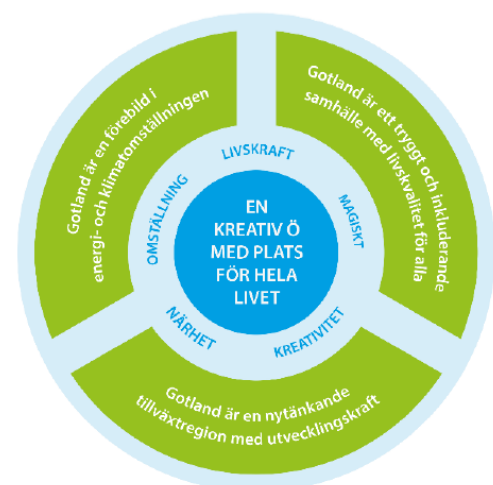 Gotland är en förebild i
energi- och klimatomställningen
Gotland är ett tryggt och inkluderande
samhälle med livskvalitet för alla
LIVSKRAFT
OMSTÄLLNING
MAGISKT
EN
KREATIV Ö
MED PLATS
FÖR HELA
LIVET
NÄRHET
KREATIVITET
Gotland är en nytänkande
tillväxtregion med utvecklingskraft